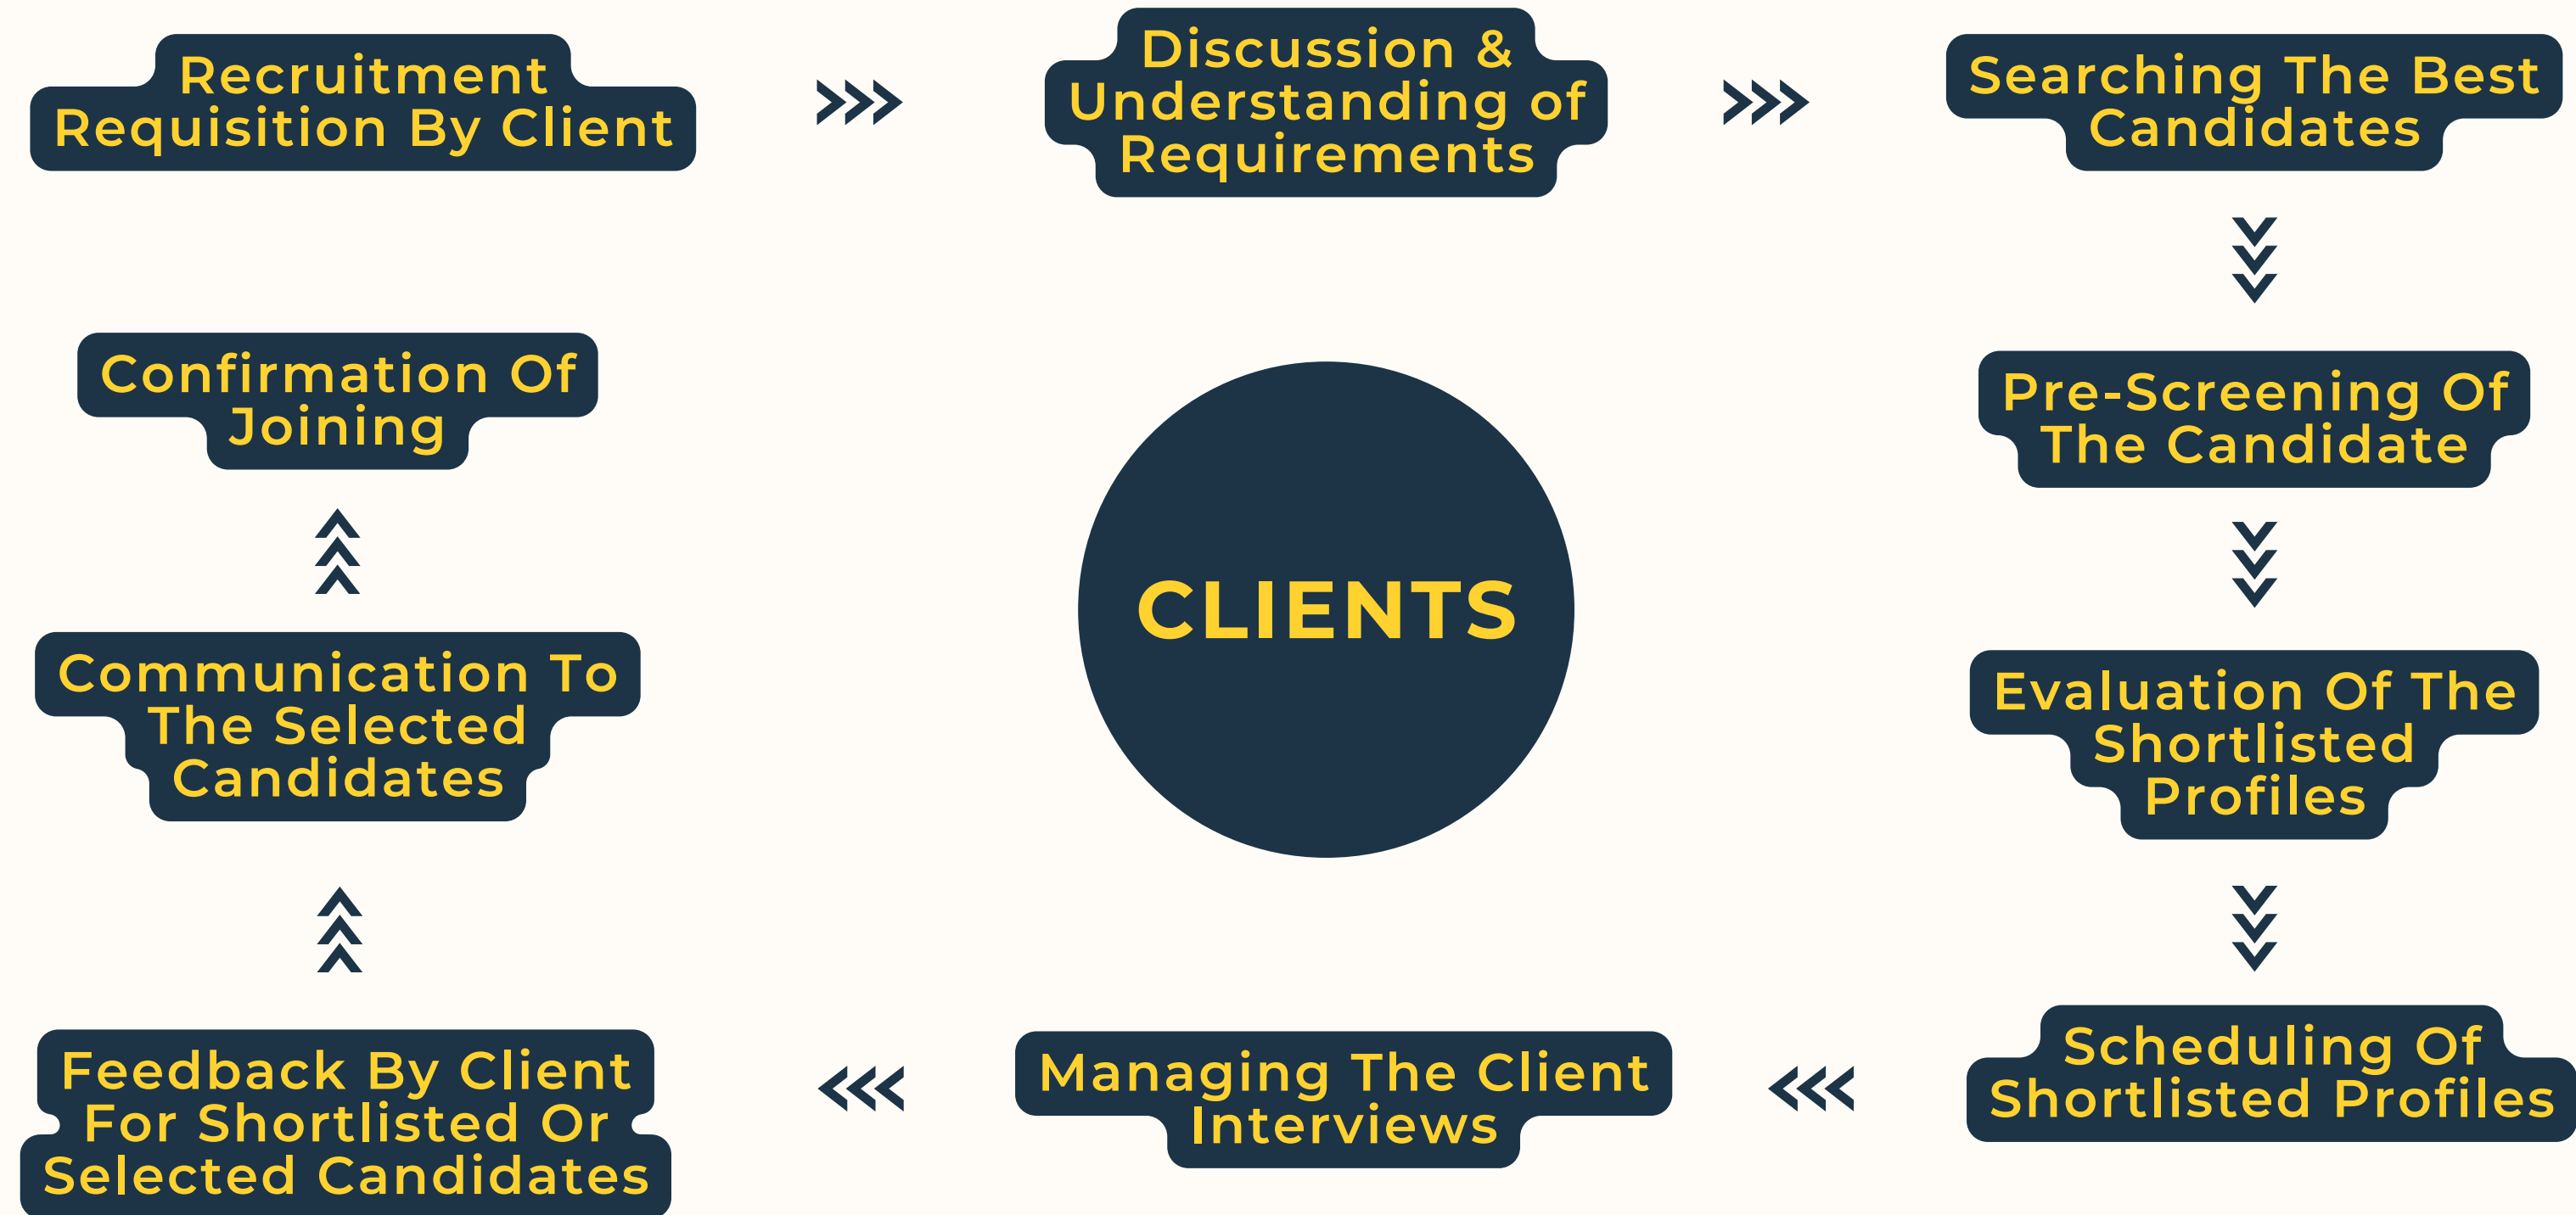 Recruitment
Requisition By Client
Discussion &
Understanding of
Requirements
Searching The Best
Candidates
Pre-Screening Of
The Candidate
Evaluation Of The
Shortlisted
Profiles
Scheduling Of
Shortlisted Profiles
Managing The Client
Interviews
Feedback By Client
For Shortlisted Or
Selected Candidates
Communication To
The Selected
Candidates
Confirmation Of
Joining
CLIENTS